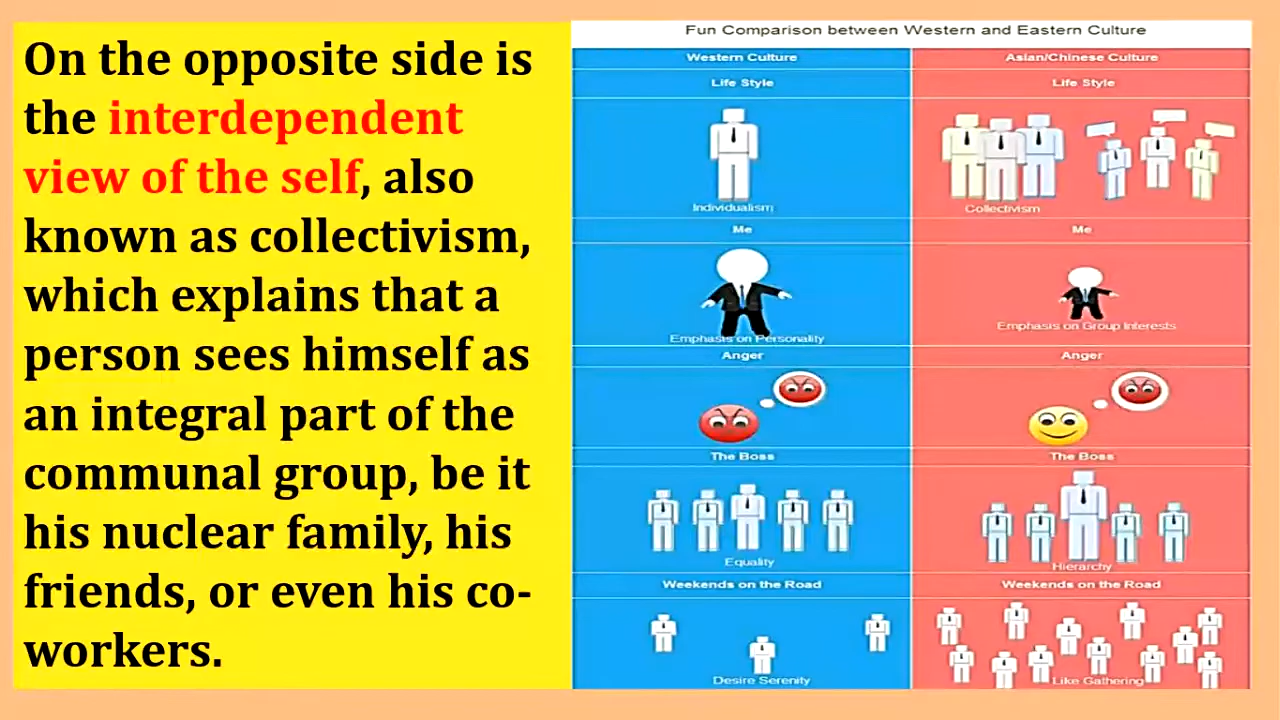 On the opposite side is
the interdependent
view of the self, also
known as collectivism,
which explains that a
person sees himself as
an integral part of the
communal group, be it
his nuclear family, his
friends, or even his co-
workers.
Fun Comparison between Western and Eastern Culture
Western Culture
Asian/Chinese Culture
Life Style
Life Style
Individualism
Collectivism
Me
Me
Emphasis on Personality
Emphasis on Group Interests
Anger
Anger
The Boss
The Boss
Equality
Hierarchy
Weekends on the Road
Weekends on the Road
Desire Serenity
Like Gathering